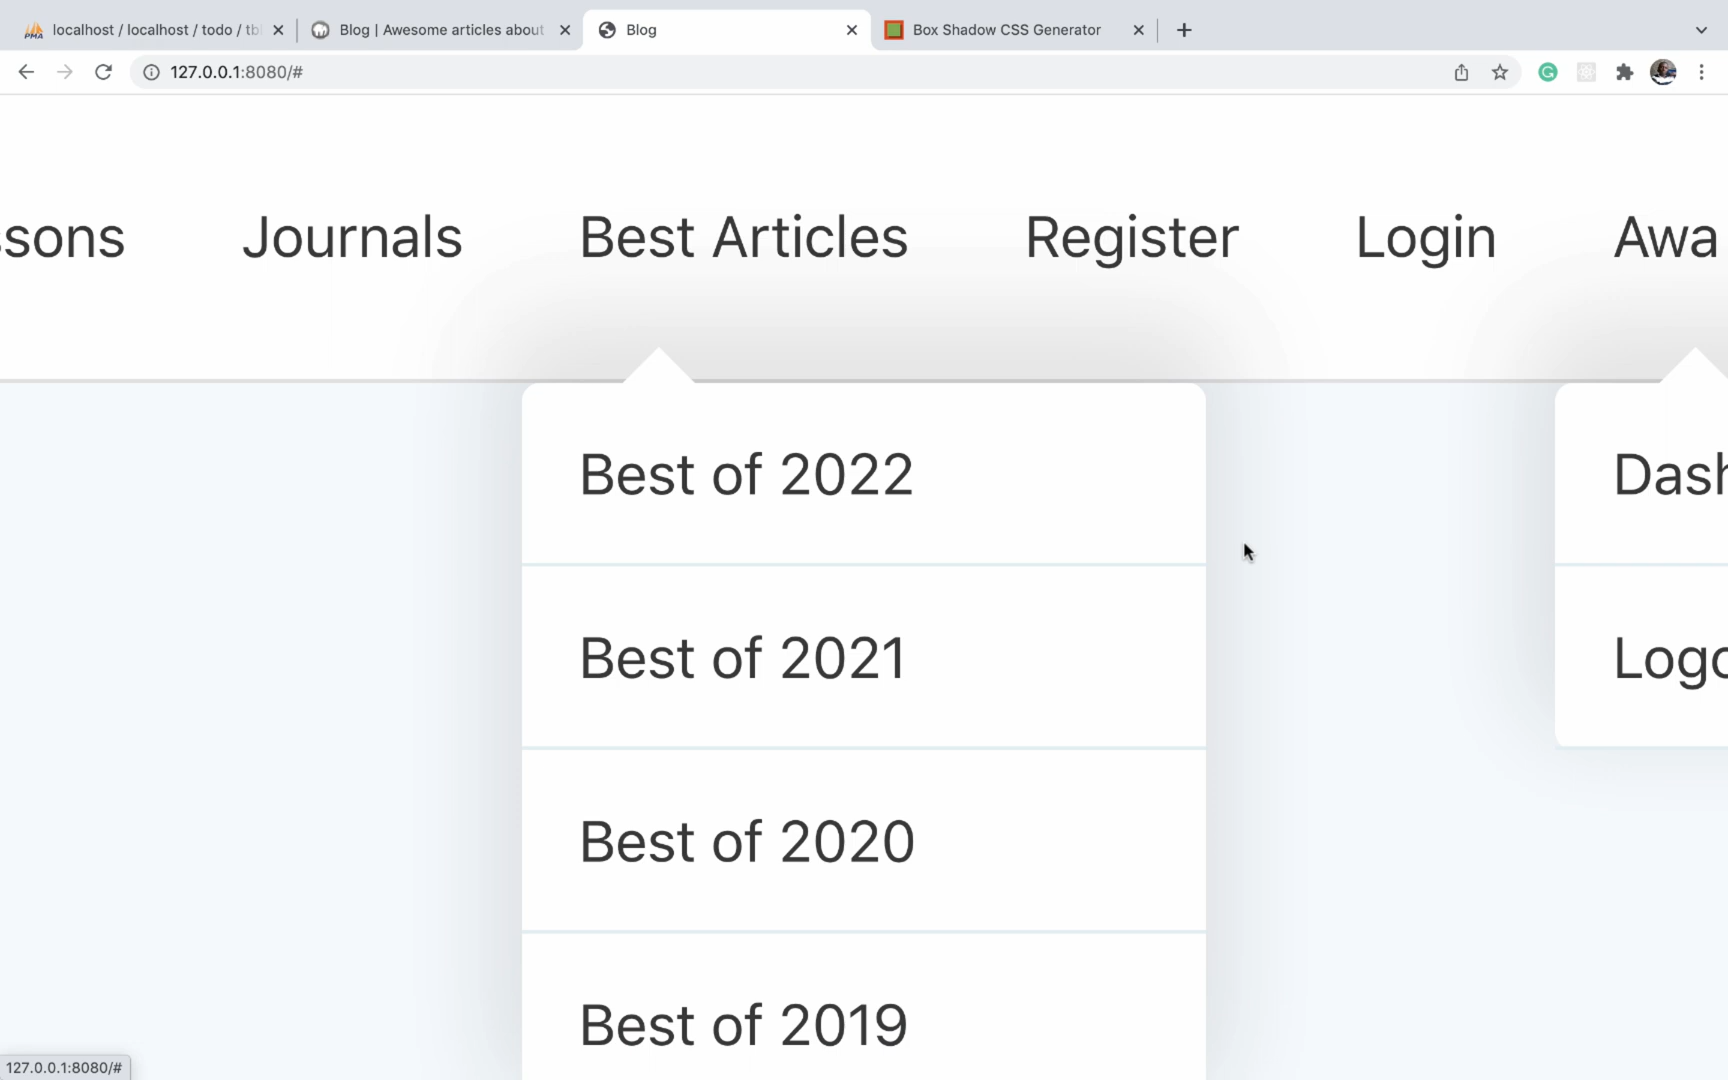 localhost / localhost / todo / tb
Blog | Awesome articles about
Blog
Box Shadow CSS Generator
127.0.0.1:8080/#
ssons
Journals
Best Articles
Register
Login
Awa
Best of 2022
Dash
Best of 2021
Logo
Best of 2020
Best of 2019
127.0.0.1:8080/#